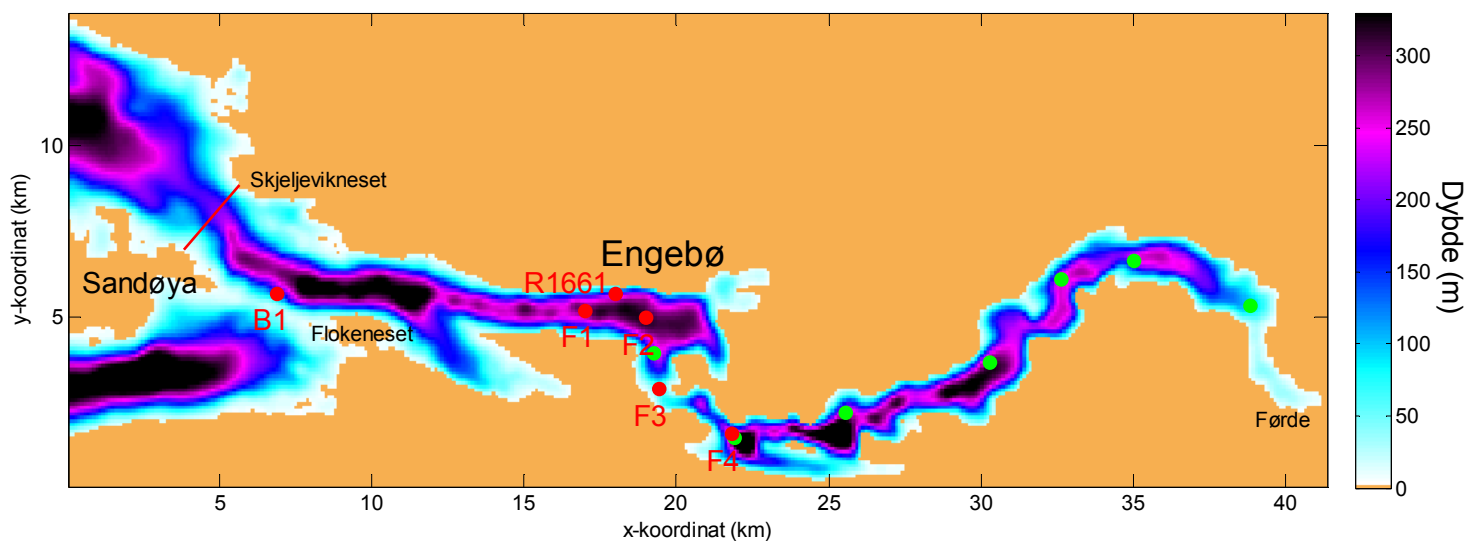 10
5
y-koordinat (km)
Skjeljevikneset
Sandøya
B1
Flokeneset
Engebø
R1661
F1
F2
F3
F4
Førde
5 10 15 20 25 30 35 40
x-koordinat (km)
300
250
200
150
100
50
0
Dybde (m)